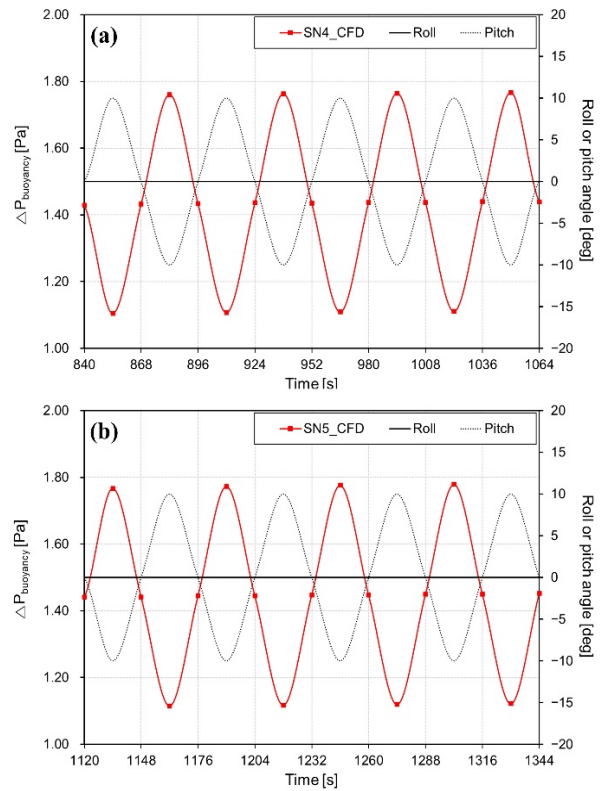 (a)
SN4_CFD Roll Pitch
2.00
1.80
1.60
1.40
1.20
1.00
△P buoyancy [Pa]
20
15
10
5
0
−5
−10
−15
−20
Roll or pitch angle [deg]
840 868 896 924 952 980 1008 1036 1064
Time [s]
(b)
SN5_CFD Roll Pitch
2.00
1.80
1.60
1.40
1.20
1.00
△P buoyancy [Pa]
20
15
10
5
0
−5
−10
−15
−20
Roll or pitch angle [deg]
1120 1148 1176 1204 1232 1260 1288 1316 1344
Time [s]